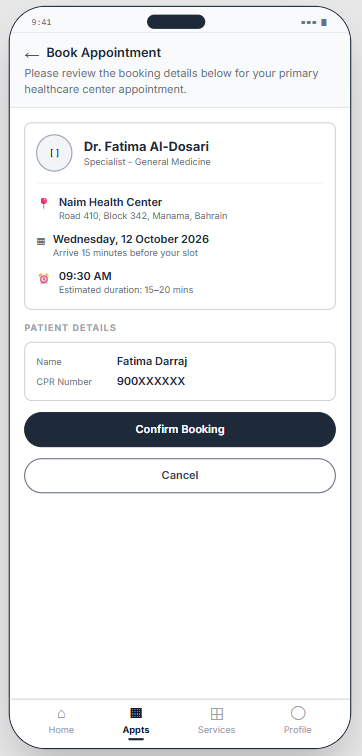 9:41
← Book Appointment
Please review the booking details below for your primary
healthcare center appointment.
[ ]
Dr. Fatima Al-Dosari
Specialist - General Medicine
Naim Health Center
Road 410, Block 342, Manama, Bahrain
Wednesday, 12 October 2026
Arrive 15 minutes before your slot
09:30 AM
Estimated duration: 15–20 mins
PATIENT DETAILS
Name Fatima Darraj
CPR Number 900XXXXXX
Confirm Booking
Cancel
Home Appts Services Profile